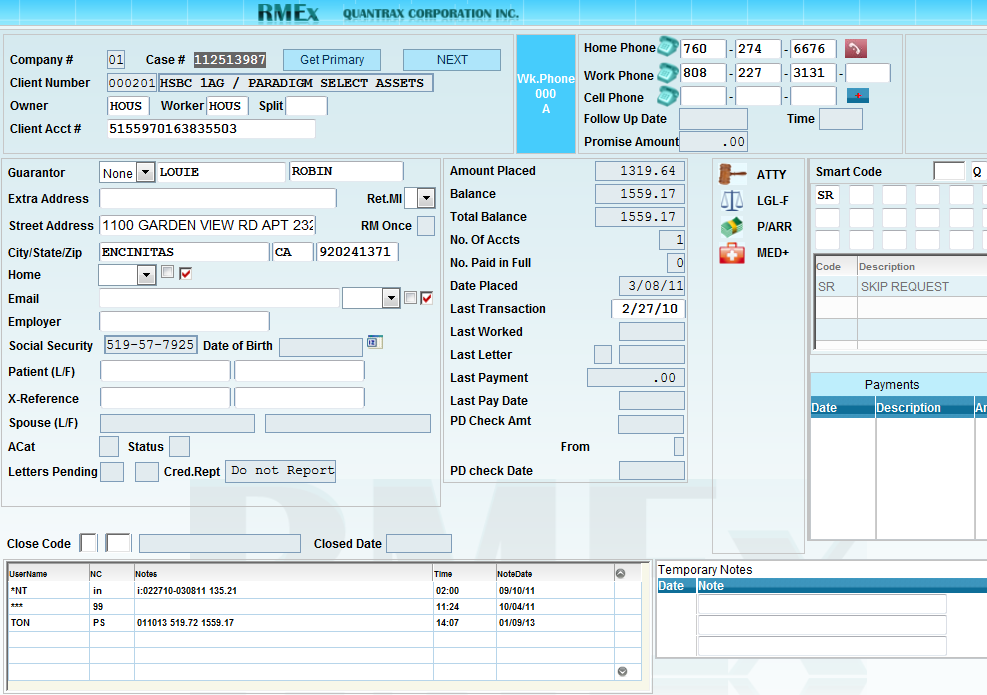 RMEx QUANTRAX CORPORATION INC.
Company # 01 Case # 112513987 Get Primary NEXT
Client Number 000201 HSBC 1AG / PARADIGM SELECT ASSETS
Owner HOUS Worker HOUS Split
Client Acct # 5155970163835503
Wk.Phone
000
A
Home Phone 760 - 274 - 6676
Work Phone 808 - 227 - 3131 -
Cell Phone - -
Follow Up Date Time
Promise Amount .00
Guarantor None LOUIE ROBIN
Extra Address Ret.Ml
Street Address 1100 GARDEN VIEW RD APT 232 RM Once
City/State/Zip ENCINITAS CA 920241371
Home
Email
Employer
Social Security 519-57-7925 Date of Birth
Patient (L/F)
X-Reference
Spouse (L/F)
ACat Status
Letters Pending Cred.Rept Do not Report
Amount Placed 1319.64
Balance 1559.17
Total Balance 1559.17
No. Of Accts 1
No. Paid in Full 0
Date Placed 3/08/11
Last Transaction 2/27/10
Last Worked
Last Letter
Last Payment .00
Last Pay Date
PD Check Amt
From
PD check Date
ATTY
LGL-F
P/ARR
MED+
Smart Code Q
SR
Code Description
SR SKIP REQUEST
Payments
Date Description Ar
Close Code Closed Date
UserName NC Notes Time NoteDate
*NT in i:022710-030811 135.21 02:00 09/10/11
*** 99 11:24 10/04/11
TON PS 011013 519.72 1559.17 14:07 01/09/13
Temporary Notes
Date Note
RMEx